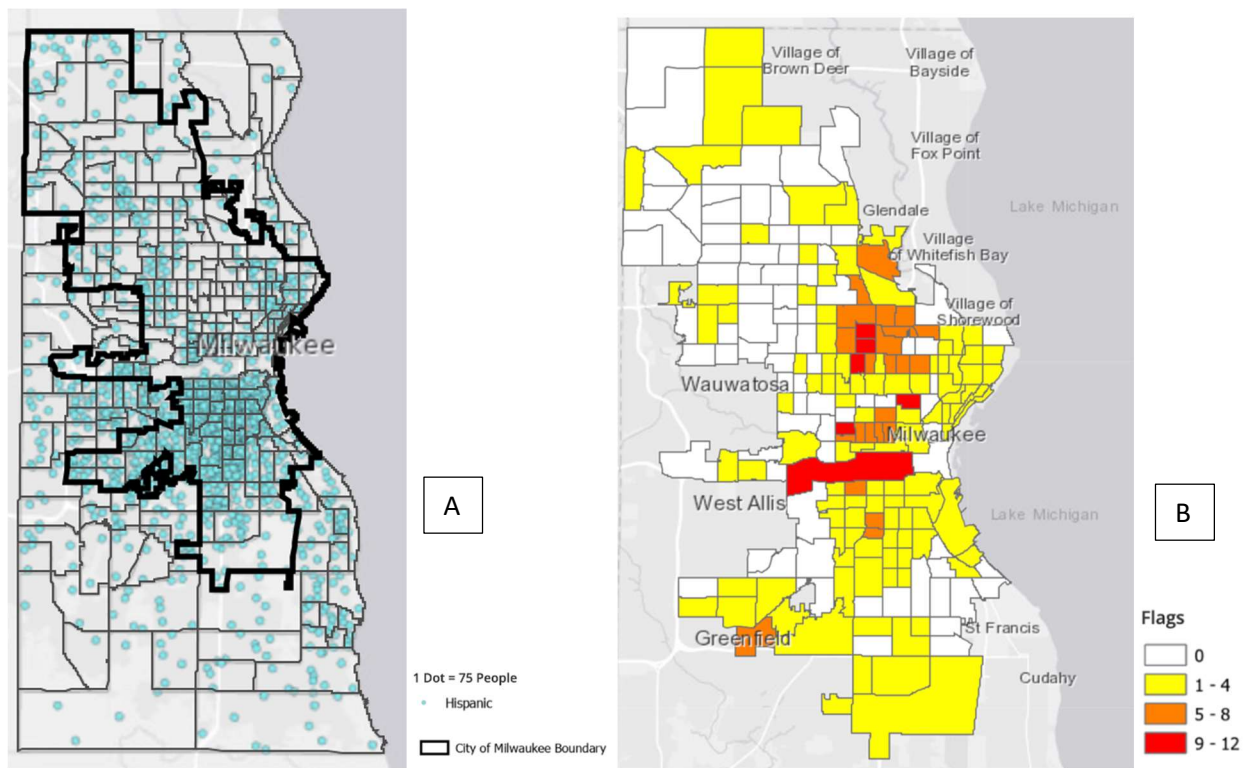 Milwaukee
A
1 Dot = 75 People
Hispanic
City of Milwaukee Boundary
Village of
Brown Deer
Village of
Bayside
Village of
Fox Point
Lake Michigan
Glendale
Village
of Whitefish Bay
Village of
Shorewood
Wauwatosa
Milwaukee
West Allis
Lake Michigan
B
Greenfield
St Francis
Cudahy
Flags
0
1 - 4
5 - 8
9 - 12